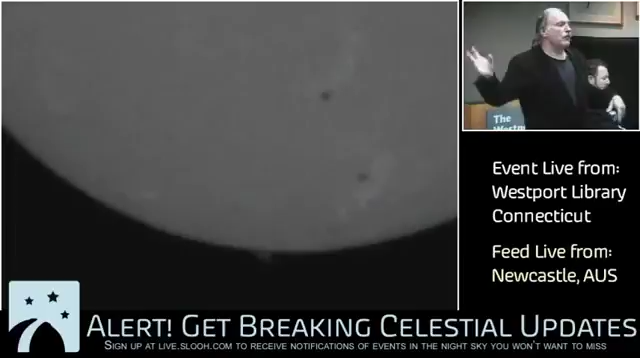 The
Event Live from:
Westport Library
Connecticut
Feed Live from:
Newcastle, AUS
Alert! Get Breaking Celestial Updates
Sign up at live.slooh.com to receive notifications of events in the night sky you won't want to miss